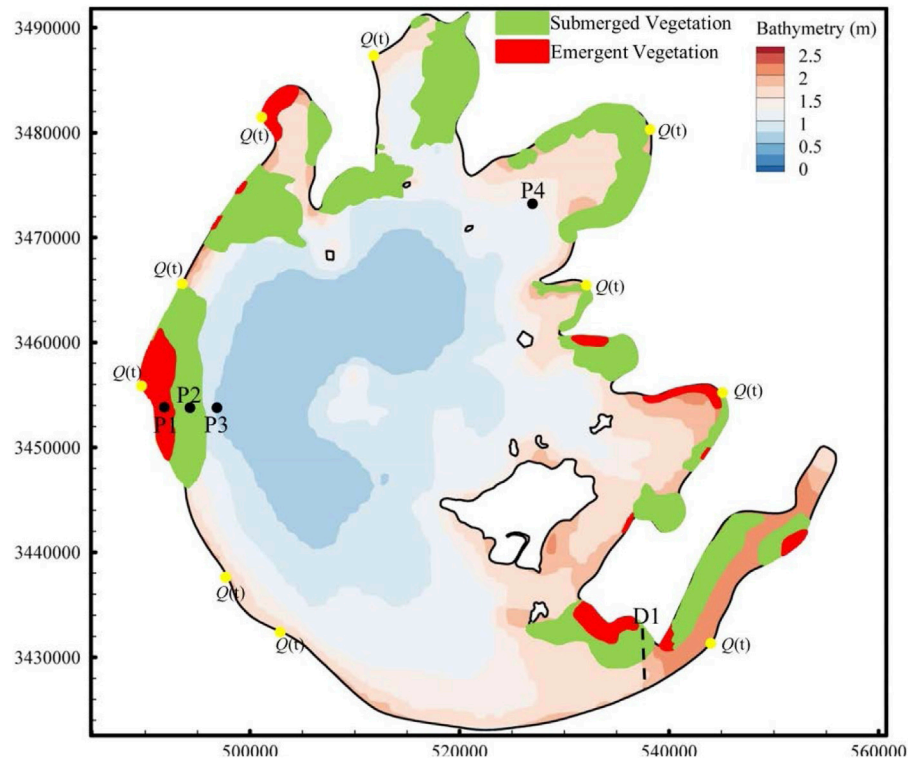 3490000
3480000
3470000
3460000
3450000
3440000
3430000
500000
520000
540000
560000
Submerged Vegetation
Emergent Vegetation
Bathymetry (m)
2.5
2
1.5
1
0.5
0
Q(t)
Q(t)
Q(t)
P4
Q(t)
Q(t)
Q(t)
P2
P1
P3
Q(t)
Q(t)
Q(t)
D1
Q(t)